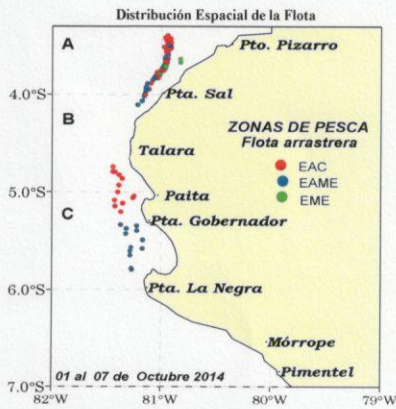 Distribución Espacial de la Flota
A
Pto. Pizarro
4.0°S
Pta. Sal
B
ZONAS DE PESCA
Flota arrastrera
Talara
EAC
5.0°S
Paita
EAME
C
Pta. Gobernador
EME
6.0°S
Pta. La Negra
Mórrope
01 al 07 de Octubre 2014
Pimentel
7.0°S
82°W
81°W
80°W
79°W